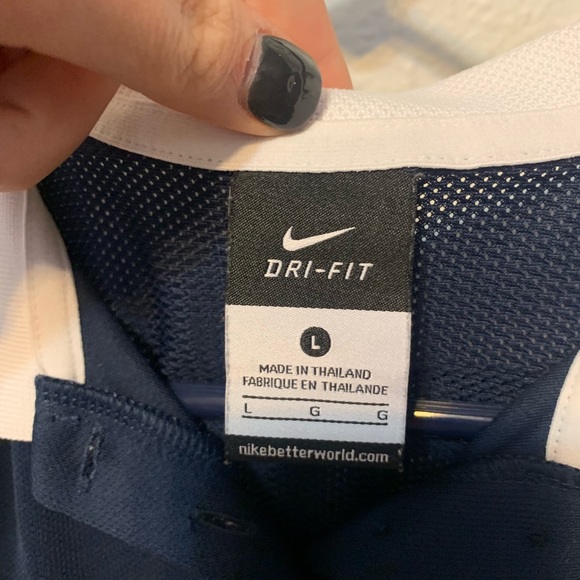 DRI-FIT
L
MADE IN THAILAND
FABRIQUE EN THAILANDE
L G G
nikebetterworld.com